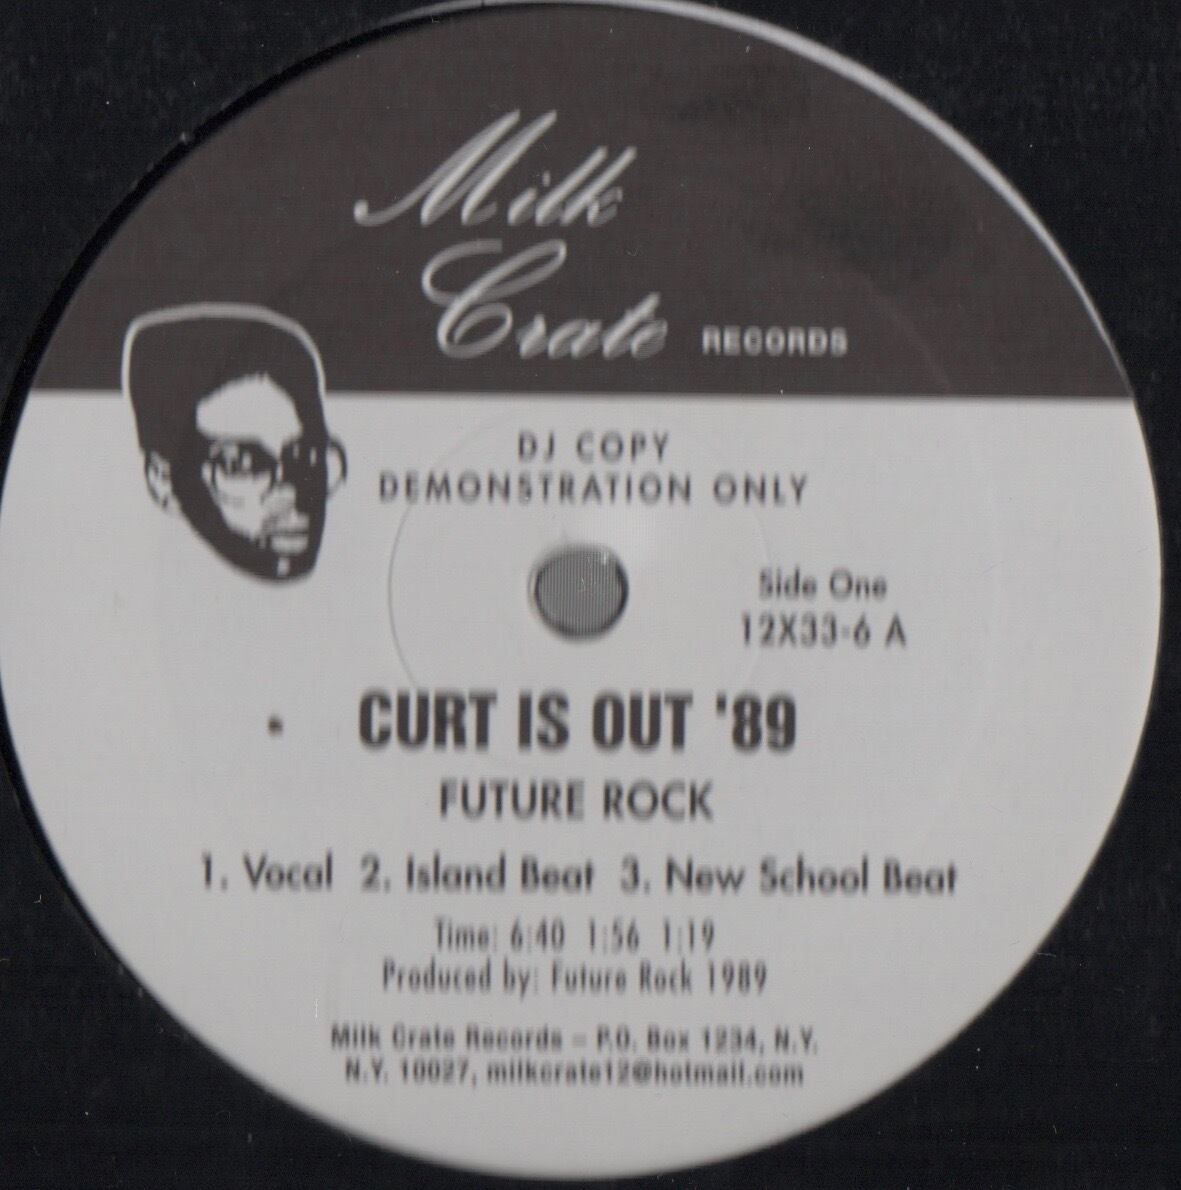 Milk
Crate RECORDS
DJ COPY
DEMONSTRATION ONLY
Side One
12X33-6 A
CURT IS OUT '89
FUTURE ROCK
1. Vocal 2. Island Beat 3. New School Beat
Time: 6:40 1:56 1:19
Produced by: Future Rock 1989
Milk Crate Records – P.O. Box 1234, N.Y.
N.Y. 10027, milkcrate12@hotmail.com